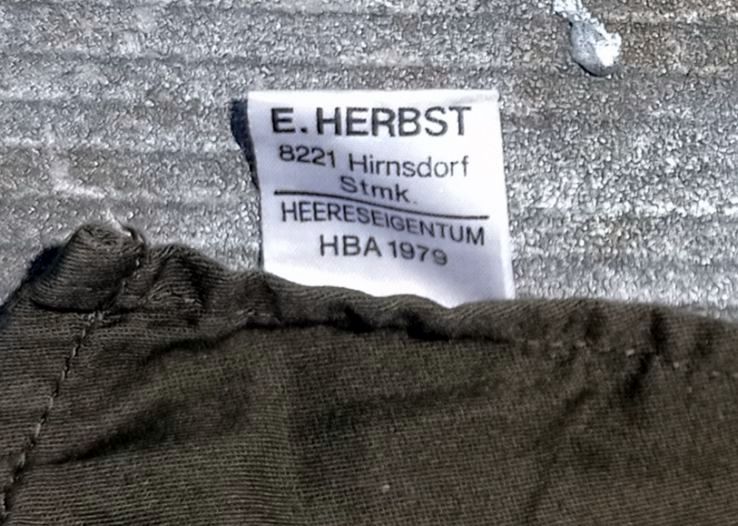 E. HERBST
8221 Hirnsdorf
Stmk.
HEERESEIGENTUM
HBA 1979